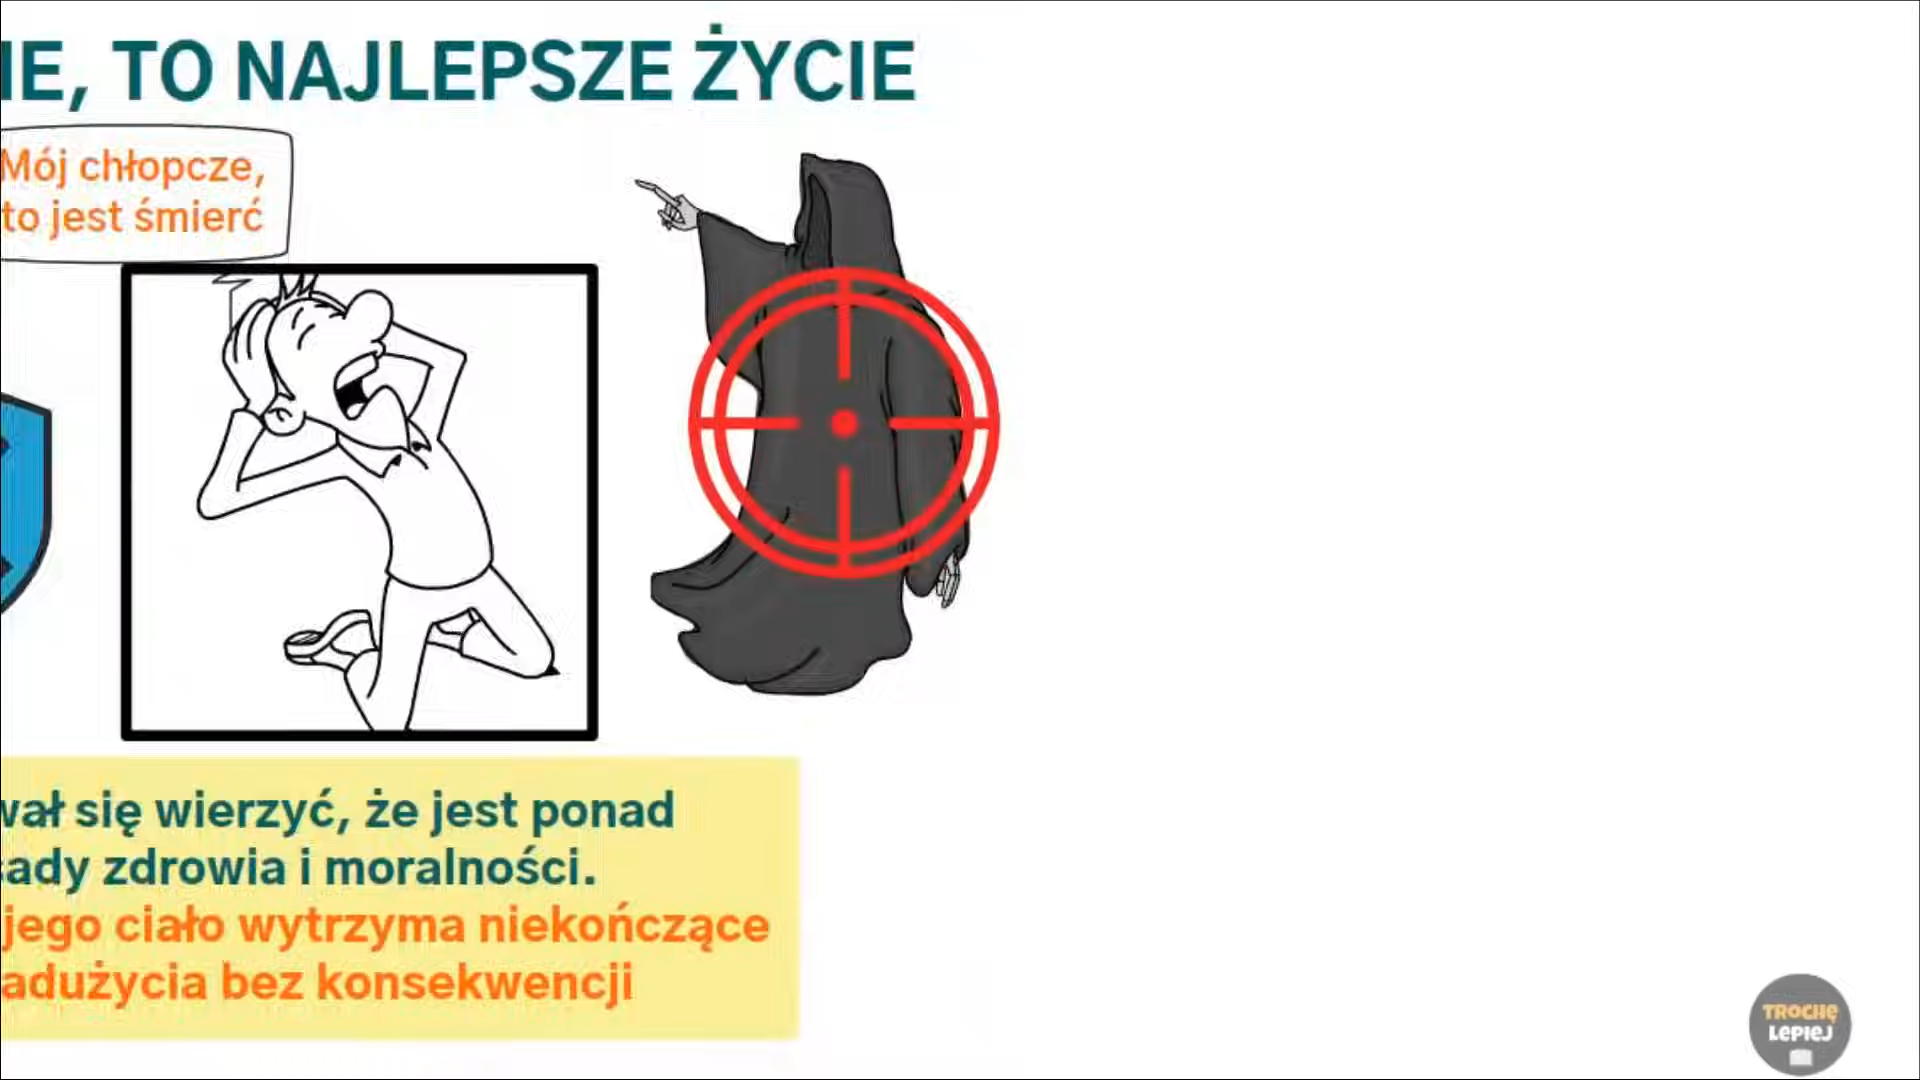 IE, TO NAJLEPSZE ŻYCIE
Mój chłopcze,
to jest śmierć
wał się wierzyć, że jest ponad
sady zdrowia i moralności.
jego ciało wytrzyma niekończące
adużycia bez konsekwencji
TROCHĘ
LEPIEJ